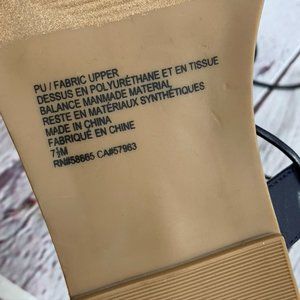 PU / FABRIC UPPER
DESSUS EN POLYURÉTHANE ET EN TISSUE
BALANCE MANMADE MATERIAL
RESTE EN MATÉRIAUX SYNTHÉTIQUES
MADE IN CHINA
FABRIQUÉ EN CHINE
7½M
RN#58665 CA#57963